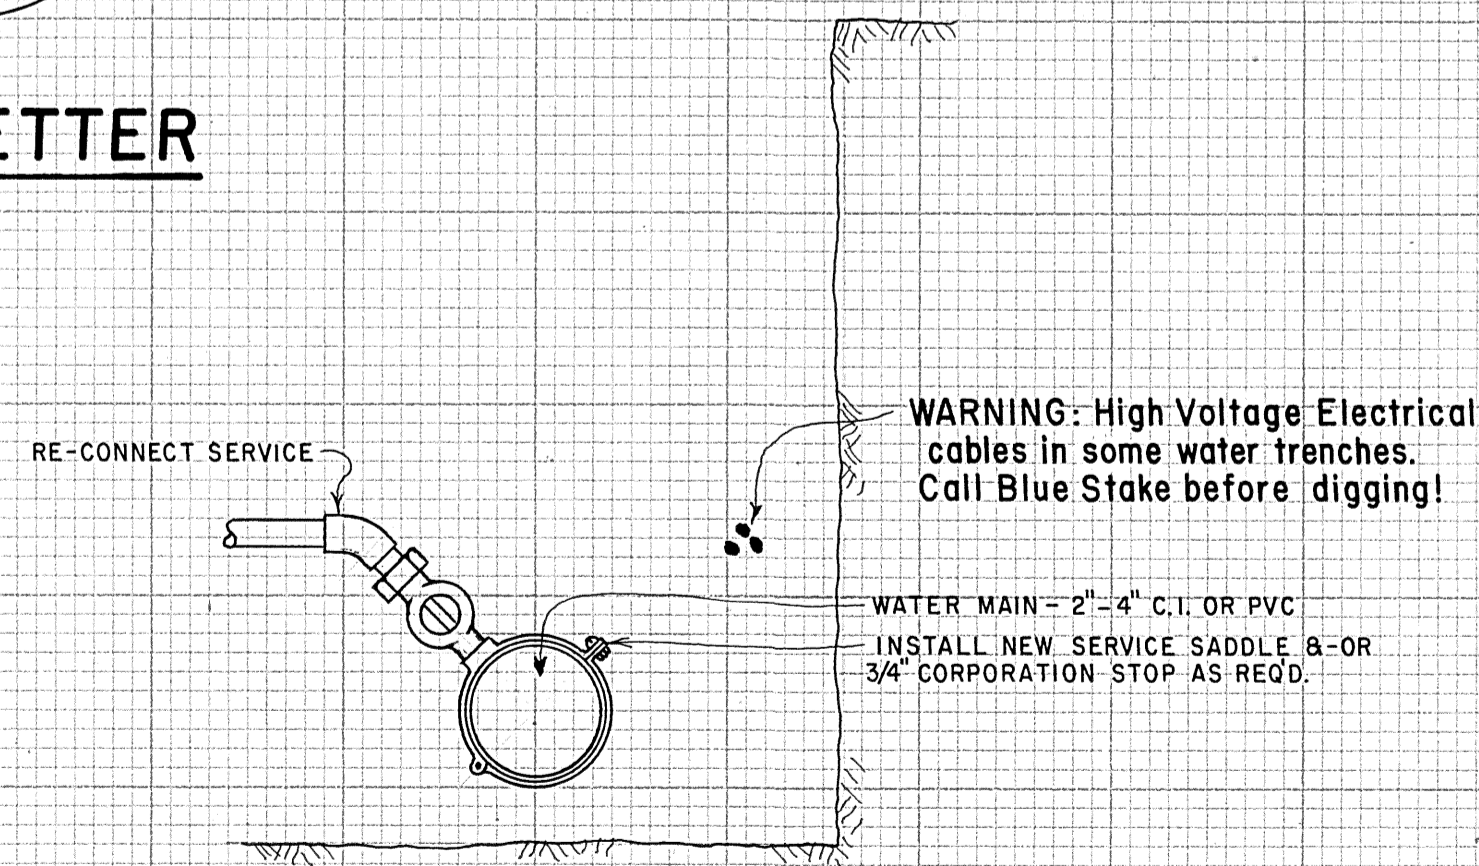 ETTER
WARNING: High Voltage Electrical
cables in some water trenches.
Call Blue Stake before digging!
RE-CONNECT SERVICE
WATER MAIN - 2"-4" C.I. OR PVC
INSTALL NEW SERVICE SADDLE &-OR
3/4" CORPORATION STOP AS REQ'D.